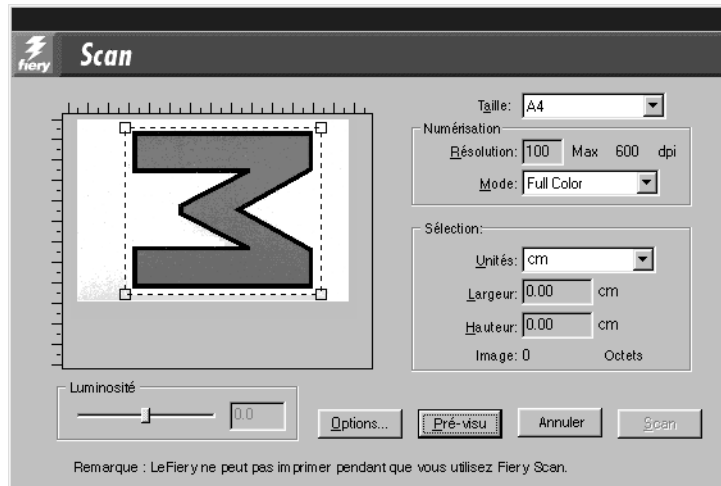 fiery Scan
Taille: A4
Numérisation
Résolution: 100 Max 600 dpi
Mode: Full Color
Sélection:
Unités: cm
Largeur: 0.00 cm
Hauteur: 0.00 cm
Image: 0 Octets
Luminosité
0.0
Options... Pré-visu Annuler Scan
Remarque : LeFiery ne peut pas imprimer pendant que vous utilisez Fiery Scan.